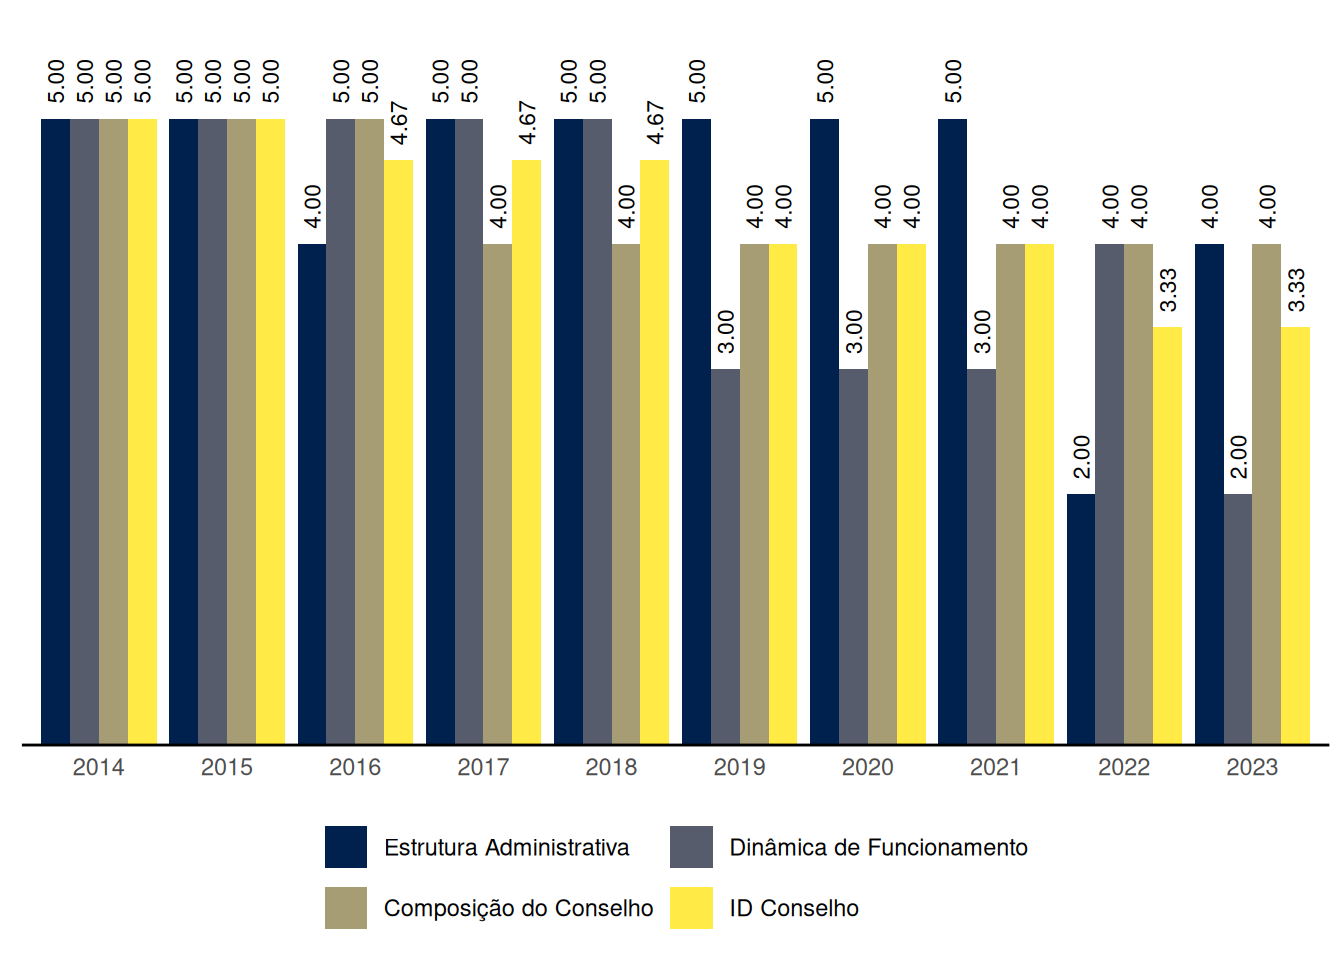 5.00 5.00 5.00 5.00 5.00 5.00 5.00 5.00 4.00 5.00 5.00 4.67 5.00 5.00 4.00 4.67 5.00 5.00 4.00 4.67 5.00 3.00 4.00 4.00 5.00 3.00 4.00 4.00 5.00 3.00 4.00 4.00 2.00 4.00 4.00 3.33 4.00 2.00 4.00 3.33
2014 2015 2016 2017 2018 2019 2020 2021 2022 2023
Estrutura Administrativa Dinâmica de Funcionamento
Composição do Conselho ID Conselho